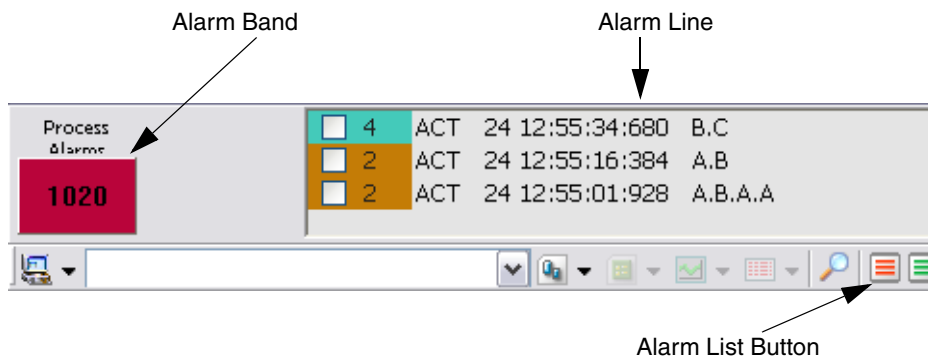 Alarm Band
Alarm Line
Process
Alarms
1020
4 ACT 24 12:55:34:680 B.C
2 ACT 24 12:55:16:384 A.B
2 ACT 24 12:55:01:928 A.B.A.A
Alarm List Button